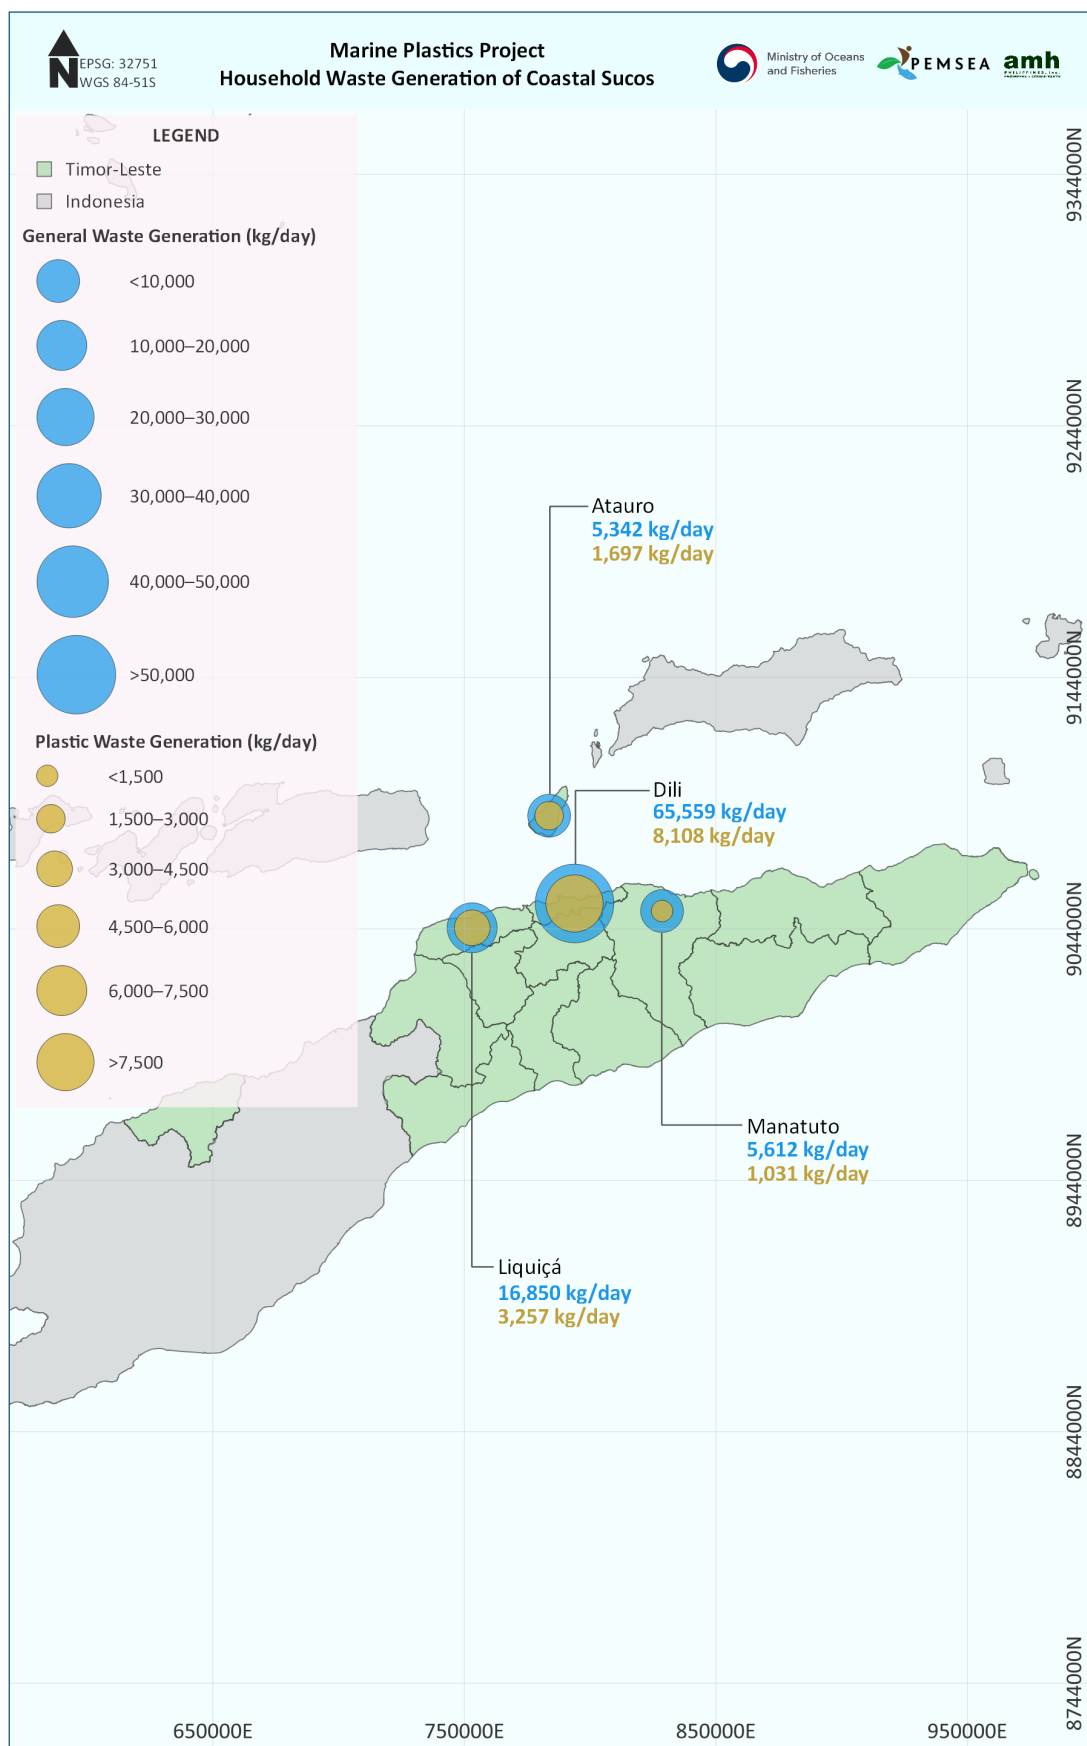 N
EPSG: 32751
WGS 84-51S
Marine Plastics Project
Household Waste Generation of Coastal Sucos
Ministry of Oceans
and Fisheries
PEMSEA
amh
PHILIPPINES, inc.
LEGEND
Timor-Leste
Indonesia
General Waste Generation (kg/day)
<10,000
10,000–20,000
20,000–30,000
30,000–40,000
40,000–50,000
>50,000
Plastic Waste Generation (kg/day)
<1,500
1,500–3,000
3,000–4,500
4,500–6,000
6,000–7,500
>7,500
Atauro
5,342 kg/day
1,697 kg/day
Dili
65,559 kg/day
8,108 kg/day
Manatuto
5,612 kg/day
1,031 kg/day
Liquiçá
16,850 kg/day
3,257 kg/day
9344000N
9244000N
9144000N
9044000N
8944000N
8844000N
8744000N
650000E
750000E
850000E
950000E